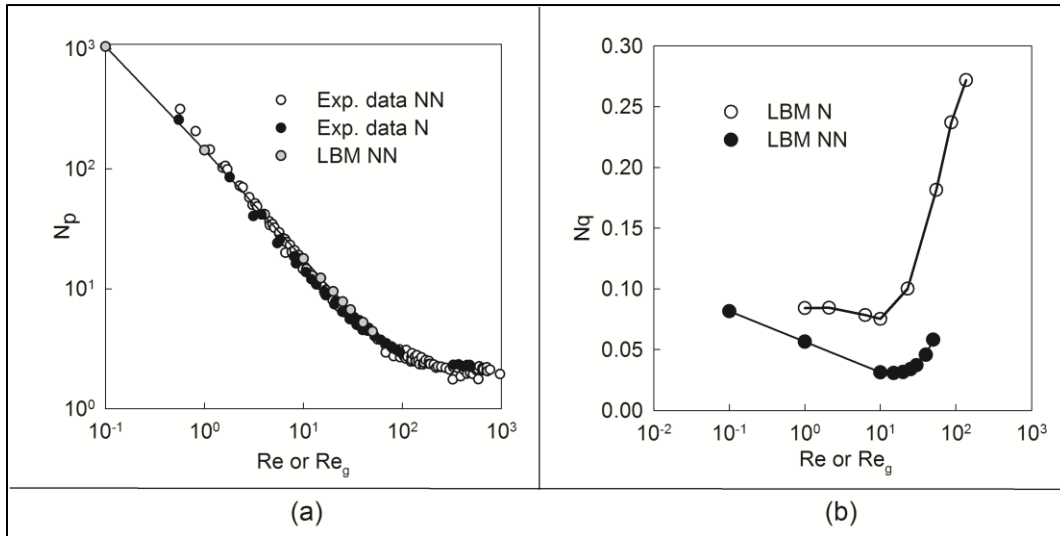 10³
10²
10¹
10⁰
Np
Exp. data NN
Exp. data N
LBM NN
10⁻¹ 10⁰ 10¹ 10² 10³
Re or Re_g
(a)
0.30
0.25
0.20
0.15
0.10
0.05
0.00
Nq
LBM N
LBM NN
10⁻² 10⁻¹ 10⁰ 10¹ 10² 10³
Re or Re_g
(b)